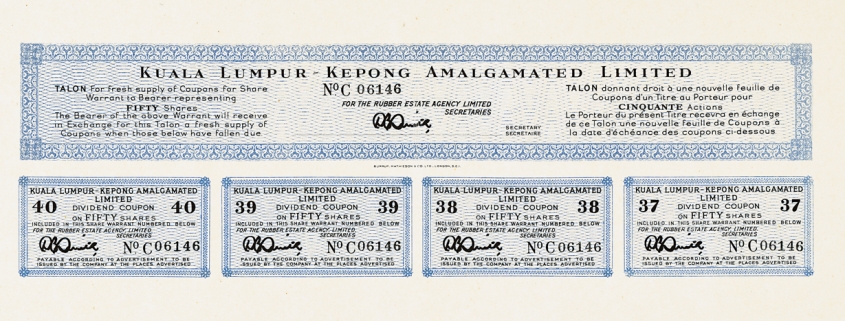 KUALA LUMPUR - KEPONG AMALGAMATED LIMITED
TALON For fresh supply of Coupons for Share
Warrant to Bearer representing
FIFTY Shares
The Bearer of the above Warrant will receive
in Exchange for this Talon a fresh supply of
Coupons when those below have fallen due
No C 06146
FOR THE RUBBER ESTATE AGENCY LIMITED
SECRETARIES
SECRETARY
SECRETAIRE
TALON donnant droit à une nouvelle feuille de
Coupons d'un Titre au Porteur pour
CINQUANTE Actions
Le Porteur du présent Titre recevra en échange
de ce Talon une nouvelle feuille de Coupons à
la date d'échéance des coupons ci-dessous
KUALA LUMPUR - KEPONG AMALGAMATED
LIMITED
40 DIVIDEND COUPON 40
ON FIFTY SHARES
INCLUDED IN THIS SHARE WARRANT NUMBERED BELOW
FOR THE RUBBER ESTATE AGENCY, LIMITED.
SECRETARIES
No C 06146
PAYABLE ACCORDING TO ADVERTISEMENT TO BE
ISSUED BY THE COMPANY AT THE PLACES ADVERTISED
KUALA LUMPUR - KEPONG AMALGAMATED
LIMITED
39 DIVIDEND COUPON 39
ON FIFTY SHARES
INCLUDED IN THIS SHARE WARRANT NUMBERED BELOW
FOR THE RUBBER ESTATE AGENCY, LIMITED.
SECRETARIES
No C 06146
PAYABLE ACCORDING TO ADVERTISEMENT TO BE
ISSUED BY THE COMPANY AT THE PLACES ADVERTISED
KUALA LUMPUR - KEPONG AMALGAMATED
LIMITED
38 DIVIDEND COUPON 38
ON FIFTY SHARES
INCLUDED IN THIS SHARE WARRANT NUMBERED BELOW
FOR THE RUBBER ESTATE AGENCY, LIMITED.
SECRETARIES
No C 06146
PAYABLE ACCORDING TO ADVERTISEMENT TO BE
ISSUED BY THE COMPANY AT THE PLACES ADVERTISED
KUALA LUMPUR - KEPONG AMALGAMATED
LIMITED
37 DIVIDEND COUPON 37
ON FIFTY SHARES
INCLUDED IN THIS SHARE WARRANT NUMBERED BELOW
FOR THE RUBBER ESTATE AGENCY, LIMITED.
SECRETARIES
No C 06146
PAYABLE ACCORDING TO ADVERTISEMENT TO BE
ISSUED BY THE COMPANY AT THE PLACES ADVERTISED